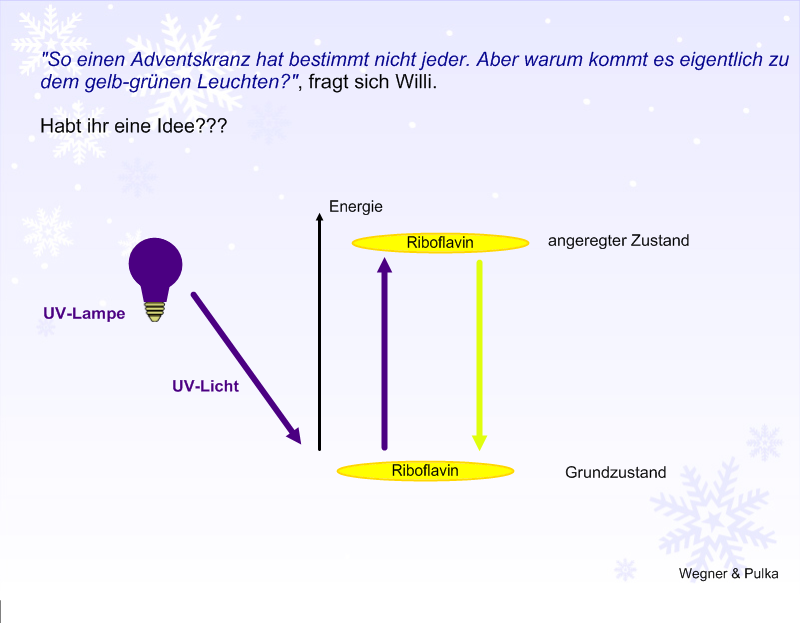 "So einen Adventskranz hat bestimmt nicht jeder. Aber warum kommt es eigentlich zu
dem gelb-grünen Leuchten?", fragt sich Willi.
Habt ihr eine Idee???
Energie
Riboflavin
angeregter Zustand
UV-Lampe
UV-Licht
Riboflavin
Grundzustand
Wegner & Pulka